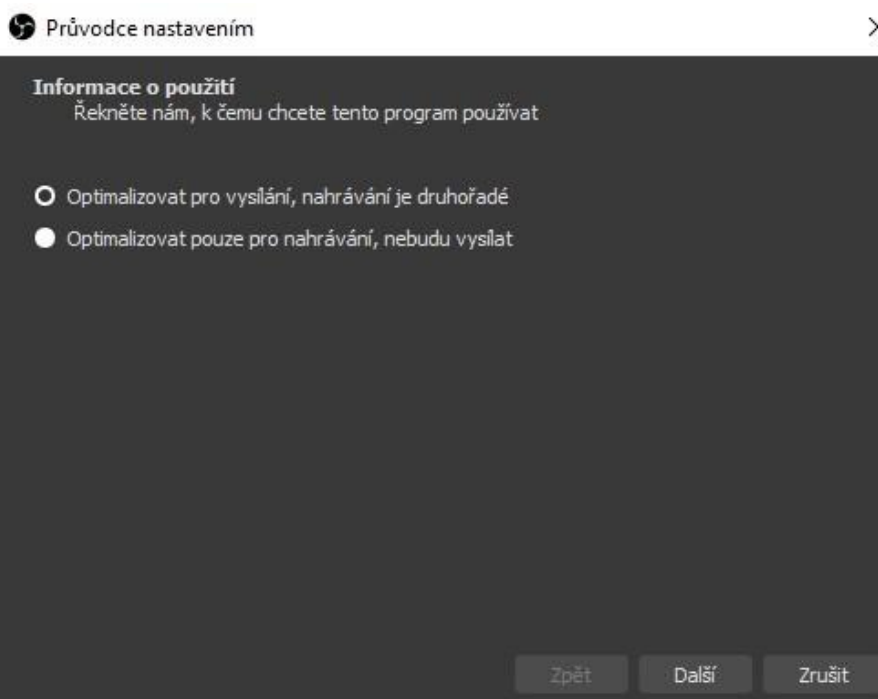 Průvodce nastavením
Informace o použití
Řekněte nám, k čemu chcete tento program používat
Optimalizovat pro vysílání, nahrávání je druhořadé
Optimalizovat pouze pro nahrávání, nebudu vysílat
Zpět Další Zrušit